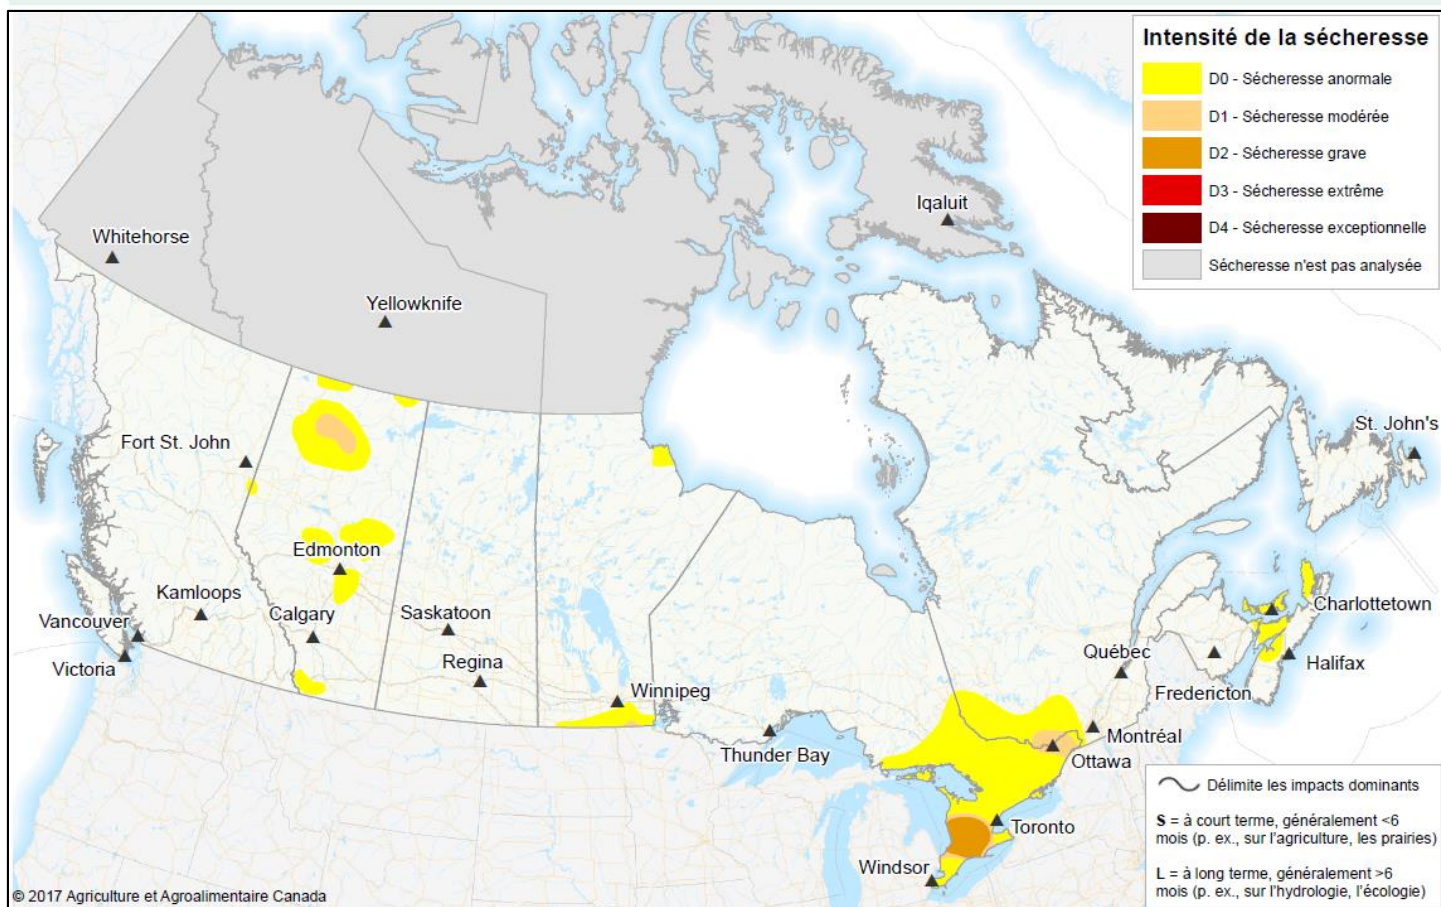 Intensité de la sécheresse
D0 - Sécheresse anormale
D1 - Sécheresse modérée
D2 - Sécheresse grave
D3 - Sécheresse extrême
D4 - Sécheresse exceptionnelle
Sécheresse n'est pas analysée
Iqaluit
Whitehorse
Yellowknife
St. John's
Fort St. John
Edmonton
Kamloops
Calgary
Saskatoon
Charlottetown
Vancouver
Victoria
Regina
Québec
Halifax
Winnipeg
Fredericton
Montréal
Thunder Bay
Ottawa
Toronto
Windsor
Délimite les impacts dominants
S = à court terme, généralement <6
mois (p. ex., sur l'agriculture, les prairies)
L = à long terme, généralement >6
mois (p. ex., sur l'hydrologie, l'écologie)
© 2017 Agriculture et Agroalimentaire Canada